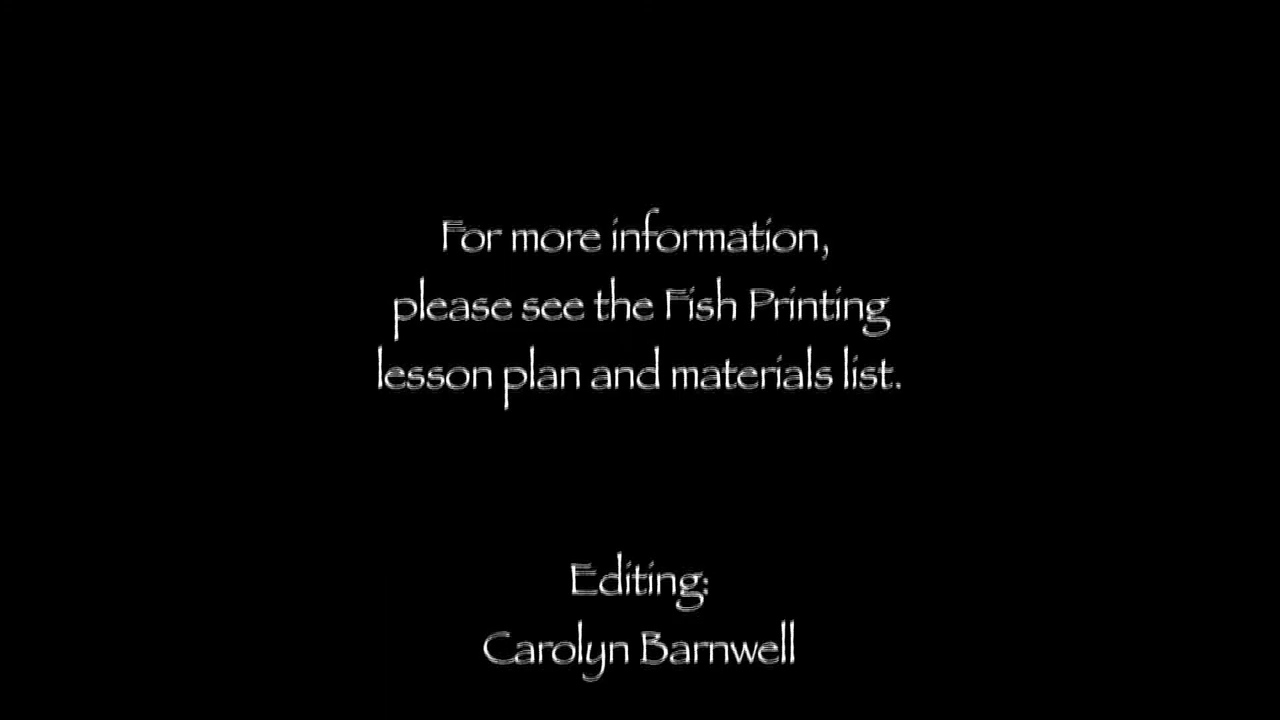 For more information,
please see the Fish Printing
lesson plan and materials list.
Editing:
Carolyn Barnwell